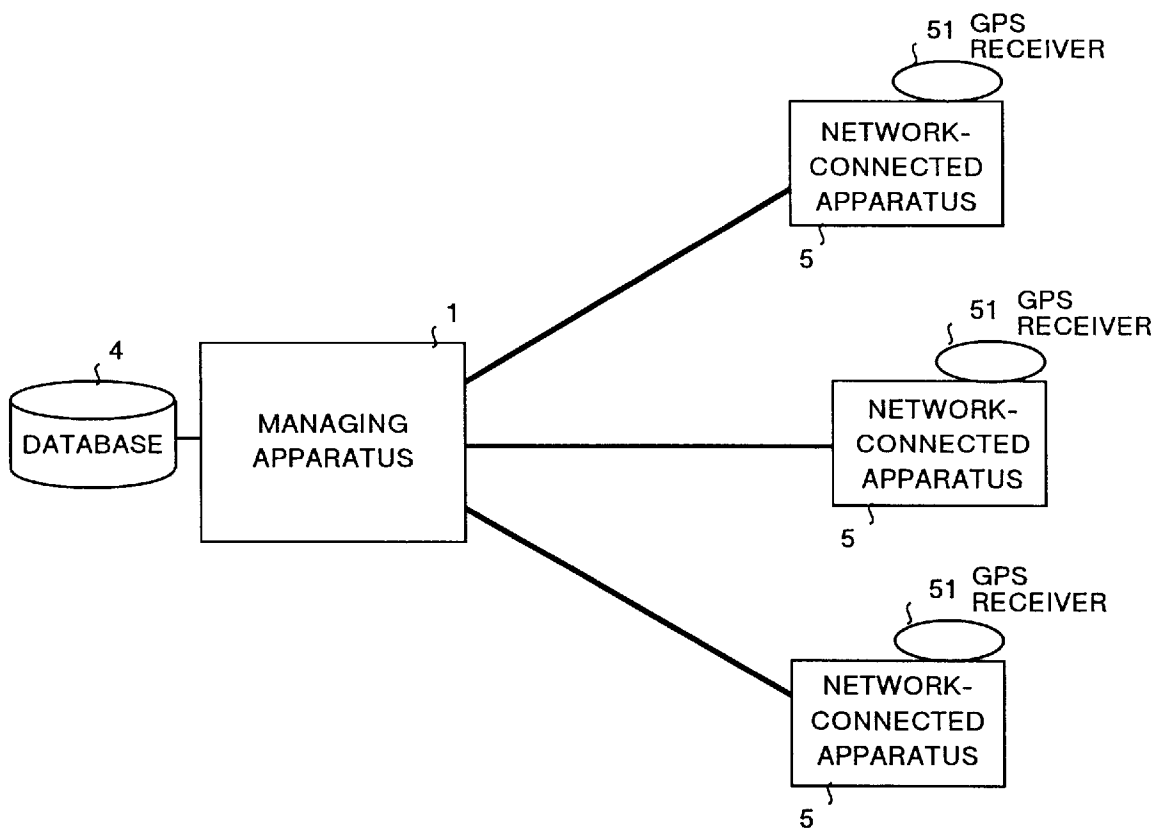 51 GPS
RECEIVER
NETWORK-
CONNECTED
APPARATUS
5
1
51 GPS
RECEIVER
4
DATABASE
MANAGING
APPARATUS
NETWORK-
CONNECTED
APPARATUS
5
51 GPS
RECEIVER
NETWORK-
CONNECTED
APPARATUS
5